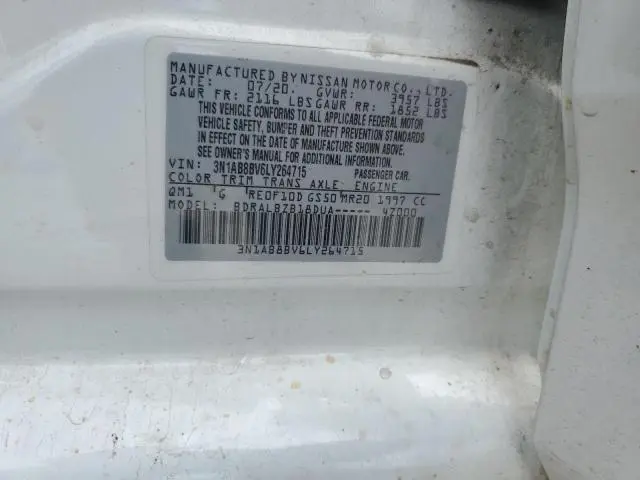 MANUFACTURED BY NISSAN MOTOR CO., LTD.
DATE: 07/20. GVWR: 3957 LBS
GAWR FR: 2116 LBS GAWR RR: 1852 LBS
THIS VEHICLE CONFORMS TO ALL APPLICABLE FEDERAL MOTOR
VEHICLE SAFETY, BUMPER AND THEFT PREVENTION STANDARDS
IN EFFECT ON THE DATE OF MANUFACTURE SHOWN ABOVE.
SEE OWNER'S MANUAL FOR ADDITIONAL INFORMATION.
VIN: 3N1AB8BV6LY264715 PASSENGER CAR.
COLOR TRIM TRANS AXLE ENGINE
QM1 G RE0F10D GS50 MR20 1997 CC
BDRALBZB18DUA----- 4Z000
3N1AB8BV6LY264715